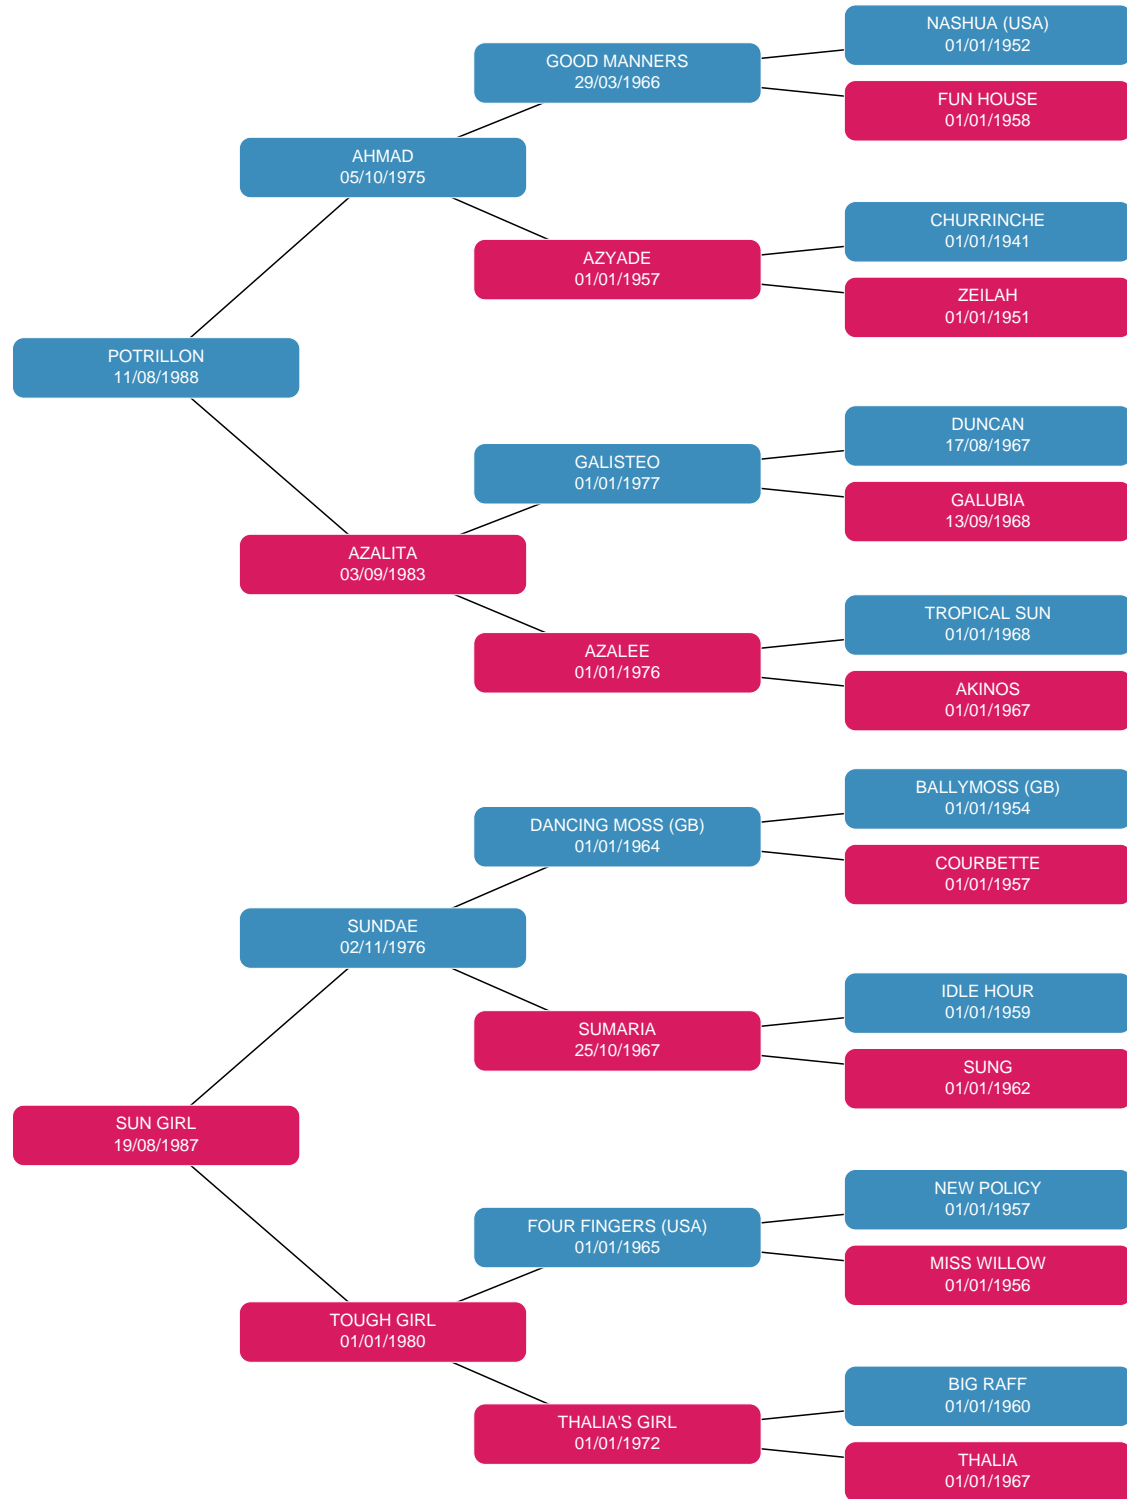 NASHUA (USA)
01/01/1952
GOOD MANNERS
29/03/1966
FUN HOUSE
01/01/1958
AHMAD
05/10/1975
CHURRINCHE
01/01/1941
AZYADE
01/01/1957
ZEILAH
01/01/1951
POTRILLON
11/08/1988
DUNCAN
17/08/1967
GALISTEO
01/01/1977
GALUBIA
13/09/1968
AZALITA
03/09/1983
TROPICAL SUN
01/01/1968
AZALEE
01/01/1976
AKINOS
01/01/1967
BALLYMOSS (GB)
01/01/1954
DANCING MOSS (GB)
01/01/1964
COURBETTE
01/01/1957
SUNDAE
02/11/1976
IDLE HOUR
01/01/1959
SUMARIA
25/10/1967
SUNG
01/01/1962
SUN GIRL
19/08/1987
NEW POLICY
01/01/1957
FOUR FINGERS (USA)
01/01/1965
MISS WILLOW
01/01/1956
TOUGH GIRL
01/01/1980
BIG RAFF
01/01/1960
THALIA'S GIRL
01/01/1972
THALIA
01/01/1967